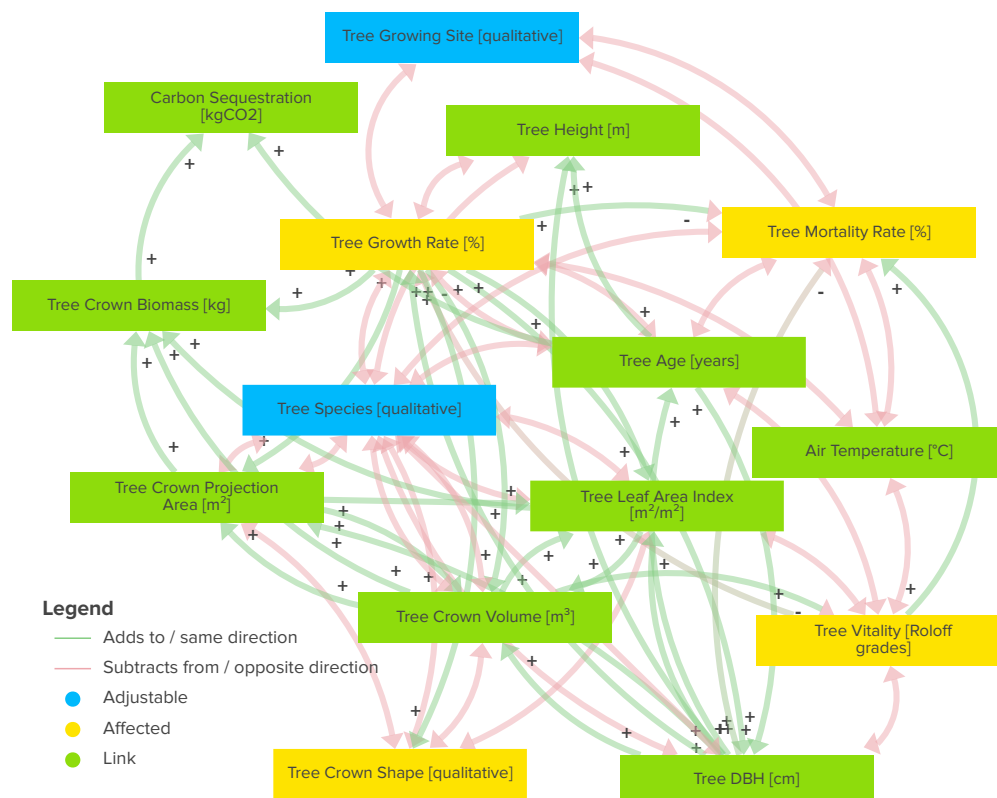 Tree Growing Site [qualitative]
Carbon Sequestration
[kgCO2]
Tree Height [m]
Tree Growth Rate [%]
Tree Mortality Rate [%]
Tree Crown Biomass [kg]
Tree Age [years]
Tree Species [qualitative]
Air Temperature [°C]
Tree Crown Projection
Area [m²]
Tree Leaf Area Index
[m²/m²]
Tree Crown Volume [m³]
Tree Vitality [Roloff
grades]
Tree Crown Shape [qualitative]
Tree DBH [cm]
Legend
Adds to / same direction
Subtracts from / opposite direction
Adjustable
Affected
Link